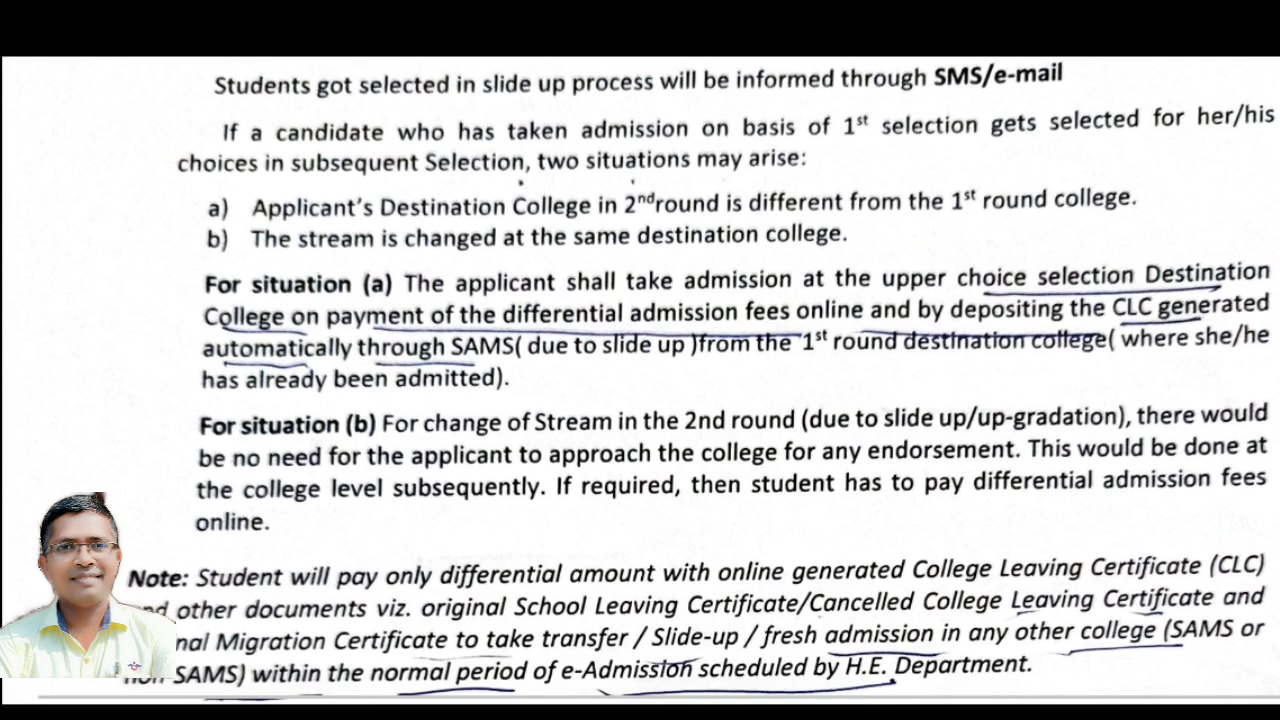 Students got selected in slide up process will be informed through SMS/e-mail
If a candidate who has taken admission on basis of 1st selection gets selected for her/his
choices in subsequent Selection, two situations may arise:
a) Applicant's Destination College in 2nd round is different from the 1st round college.
b) The stream is changed at the same destination college.
For situation (a) The applicant shall take admission at the upper choice selection Destination
College on payment of the differential admission fees online and by depositing the CLC generated
automatically through SAMS( due to slide up )from the 1st round destination college( where she/he
has already been admitted).
For situation (b) For change of Stream in the 2nd round (due to slide up/up-gradation), there would
be no need for the applicant to approach the college for any endorsement. This would be done at
the college level subsequently. If required, then student has to pay differential admission fees
online.
Note: Student will pay only differential amount with online generated College Leaving Certificate (CLC)
other documents viz. original School Leaving Certificate/Cancelled College Leaving Certificate and
Migration Certificate to take transfer / Slide-up / fresh admission in any other college (SAMS or
SAMS) within the normal period of e-Admission scheduled by H.E. Department.